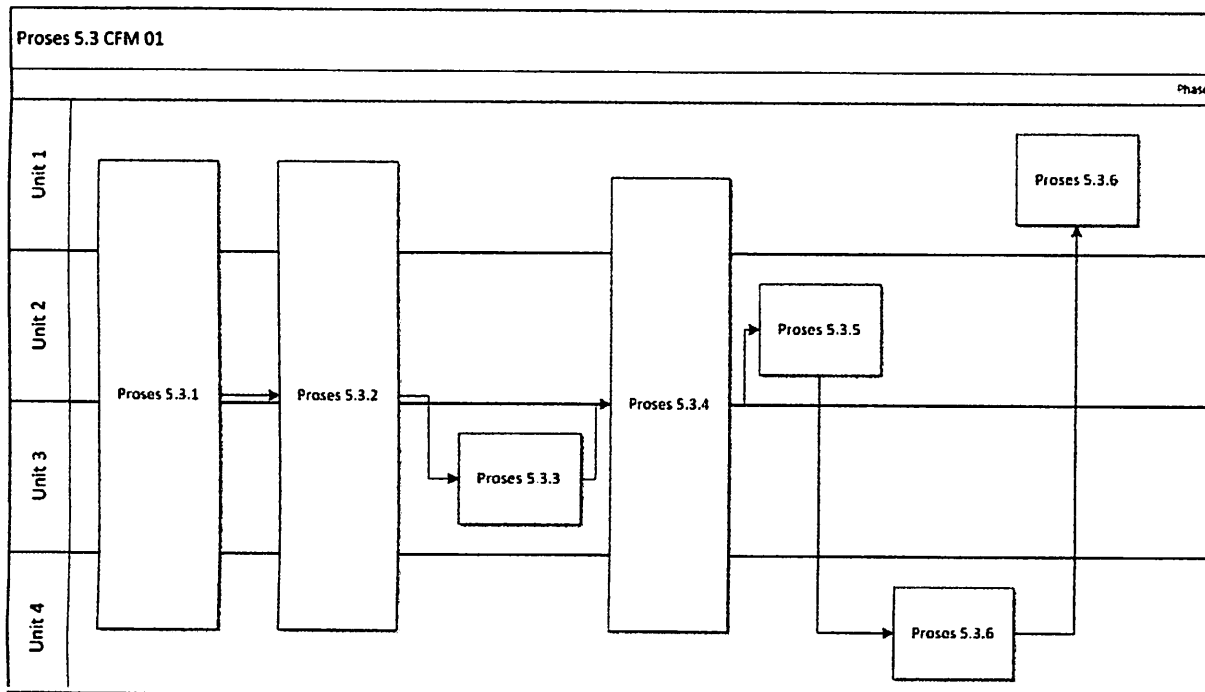 Proses 5.3 CFM 01
Phase
Unit 1
Proses 5.3.6
Unit 2
Proses 5.3.5
Proses 5.3.1
Proses 5.3.2
Proses 5.3.4
Unit 3
Proses 5.3.3
Unit 4
Proses 5.3.6